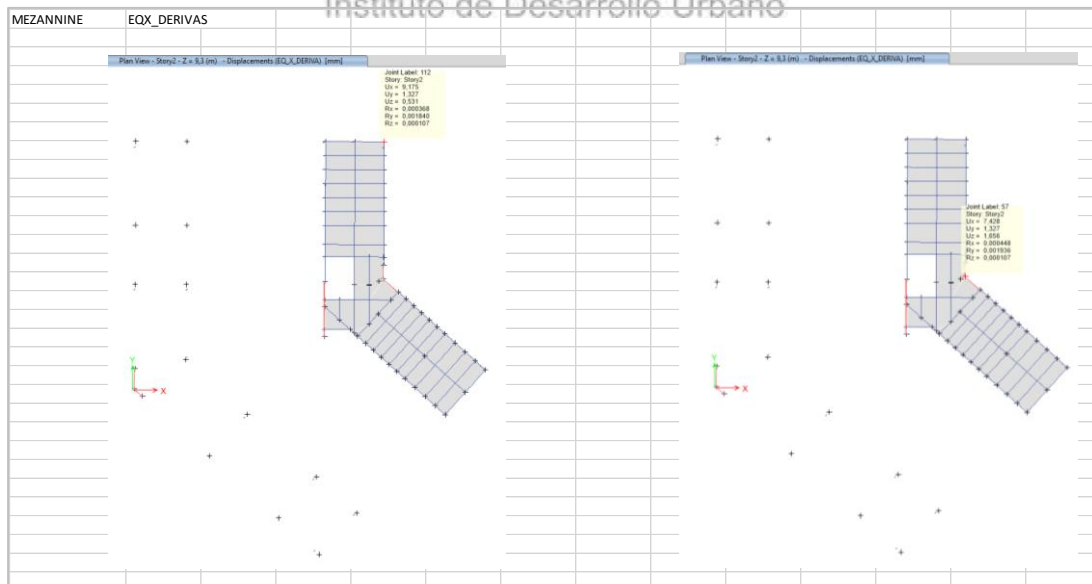 Instituto de Desarrollo Urbano
MEZANNINE EQX_DERIVAS
Plan View - Story2 - Z = 9,3 (m) - Displacements (EQ_X_DERIVA) [mm]
Joint Label: 112
Story: Story2
Ux = 9,175
Uy = 1,327
Uz = 0,531
Rx = 0,000368
Ry = 0,001840
Rz = 0,000107
Y
X
Plan View - Story2 - Z = 9,3 (m) - Displacements (EQ_X_DERIVA) [mm]
Joint Label: 57
Story: Story2
Ux = 7,428
Uy = 1,327
Uz = 1,656
Rx = 0,000448
Ry = 0,001936
Rz = 0,000107
Y
X